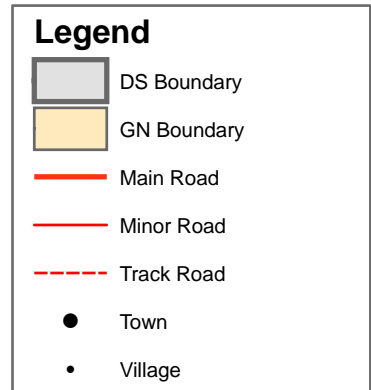 Legend
DS Boundary
GN Boundary
Main Road
Minor Road
Track Road
Town
Village